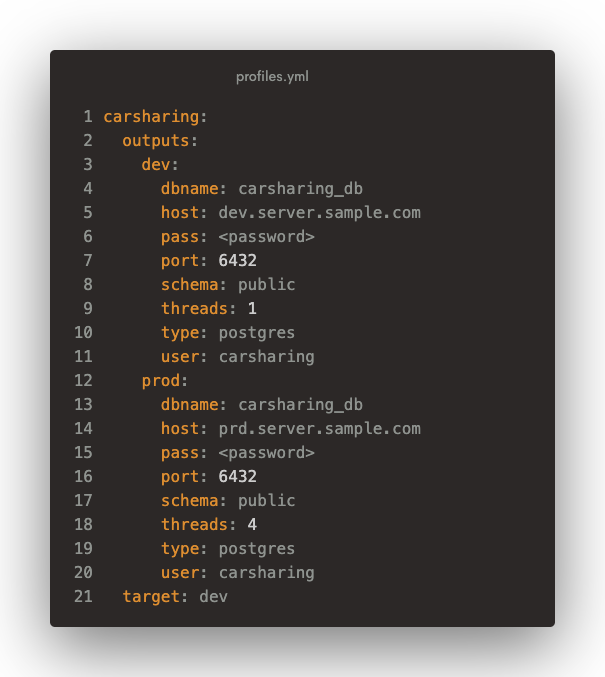 profiles.yml
1 carsharing:
2   outputs:
3     dev:
4       dbname: carsharing_db
5       host: dev.server.sample.com
6       pass: <password>
7       port: 6432
8       schema: public
9       threads: 1
10       type: postgres
11       user: carsharing
12     prod:
13       dbname: carsharing_db
14       host: prd.server.sample.com
15       pass: <password>
16       port: 6432
17       schema: public
18       threads: 4
19       type: postgres
20       user: carsharing
21   target: dev